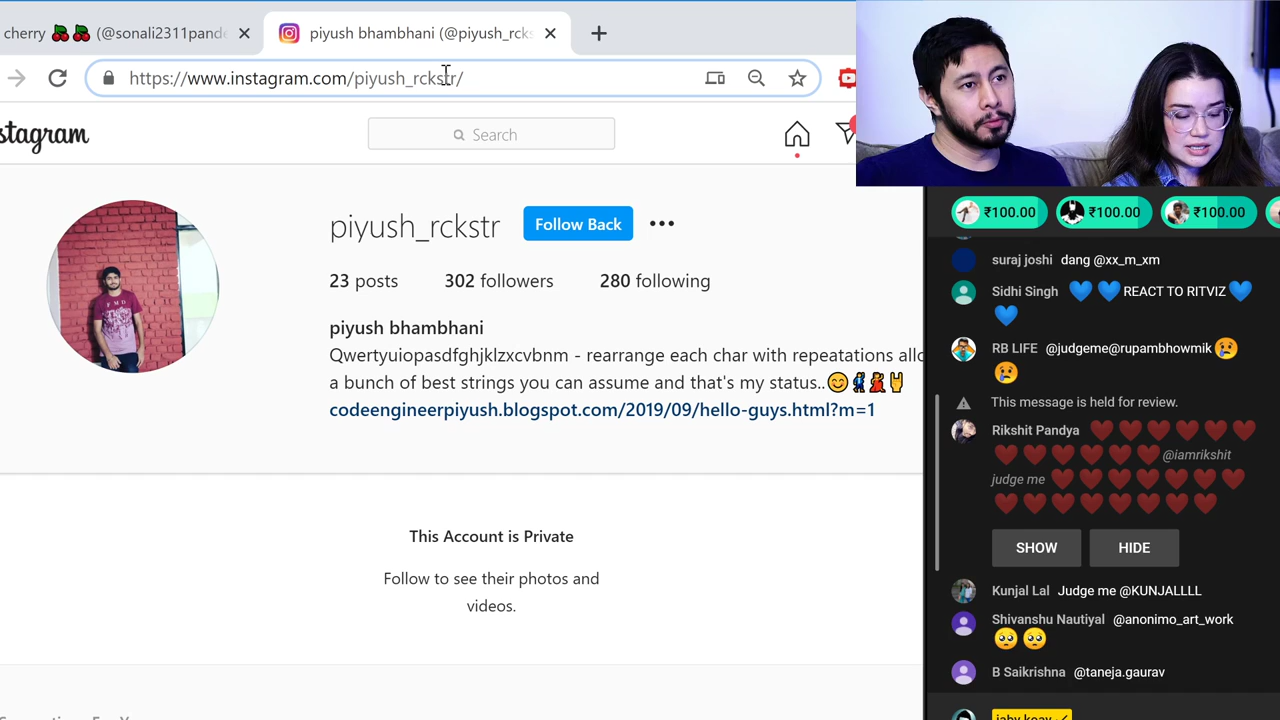 cherry 🍒🍒 (@sonali2311pande
piyush bhambhani (@piyush_rcks
https://www.instagram.com/piyush_rckstr/
stagram
Search
piyush_rckstr
Follow Back
23 posts 302 followers 280 following
piyush bhambhani
Qwertyuiopasdfghjklzxcvbnm - rearrange each char with repeatations allo
a bunch of best strings you can assume and that's my status..😊
codeengineerpiyush.blogspot.com/2019/09/hello-guys.html?m=1
This Account is Private
Follow to see their photos and
videos.
₹100.00 ₹100.00 ₹100.00
suraj joshi dang @xx_m_xm
Sidhi Singh 💙💙REACT TO RITVIZ💙
💙
RB LIFE @judgeme@rupambhowmik😢
😢
This message is held for review.
Rikshit Pandya ❤❤❤❤❤❤
❤❤❤❤❤❤@iamrikshit
judge me ❤❤❤❤❤❤❤
❤❤❤❤❤❤❤❤
SHOW HIDE
Kunjal Lal Judge me @KUNJALLLL
Shivanshu Nautiyal @anonimo_art_work
🥺🥺
B Saikrishna @taneja.gaurav
jaby koay